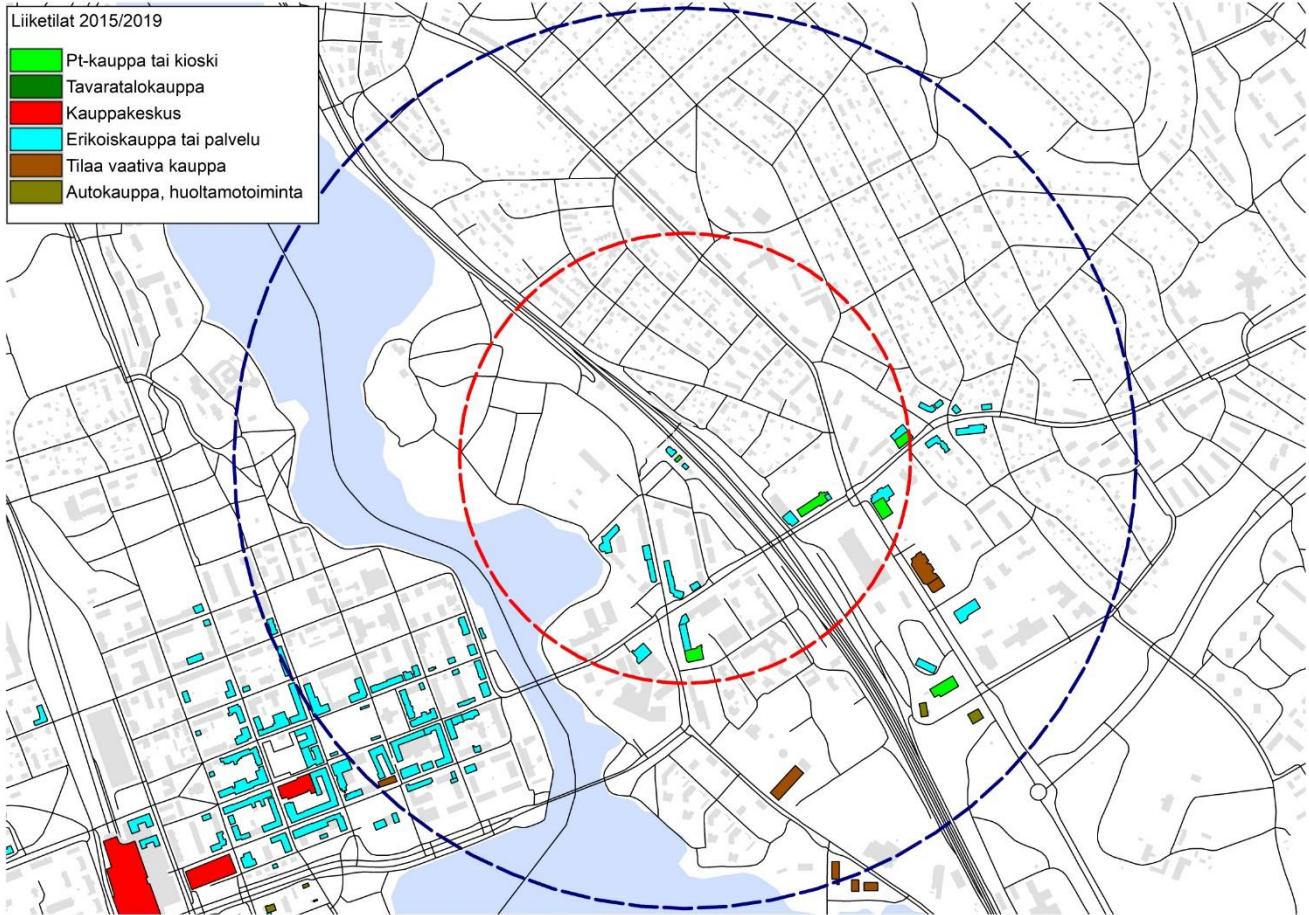 Liiketilat 2015/2019
Pt-kauppa tai kioski
Tavaratalokauppa
Kauppakeskus
Erikoiskauppa tai palvelu
Tilaa vaativa kauppa
Autokauppa, huoltamotoiminta